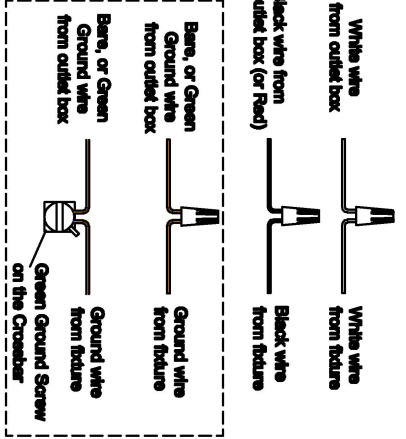 White wire
from outlet box
White wire
from fixture
lack wire from
utlet box (or Red)
Black wire
from fixture
Bare, or Green
Ground wire
from outlet box
Ground wire
from fixture
Bare, or Green
Ground wire
from outlet box
Ground wire
from fixture
Green Ground Screw
on the Crossbar